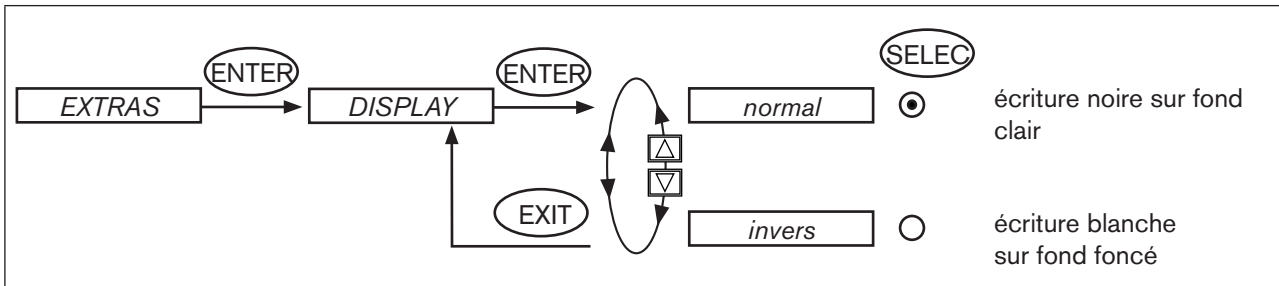 SELEC
ENTER
ENTER
EXTRAS
DISPLAY
normal
écriture noire sur fond
clair
EXIT
invers
écriture blanche
sur fond foncé